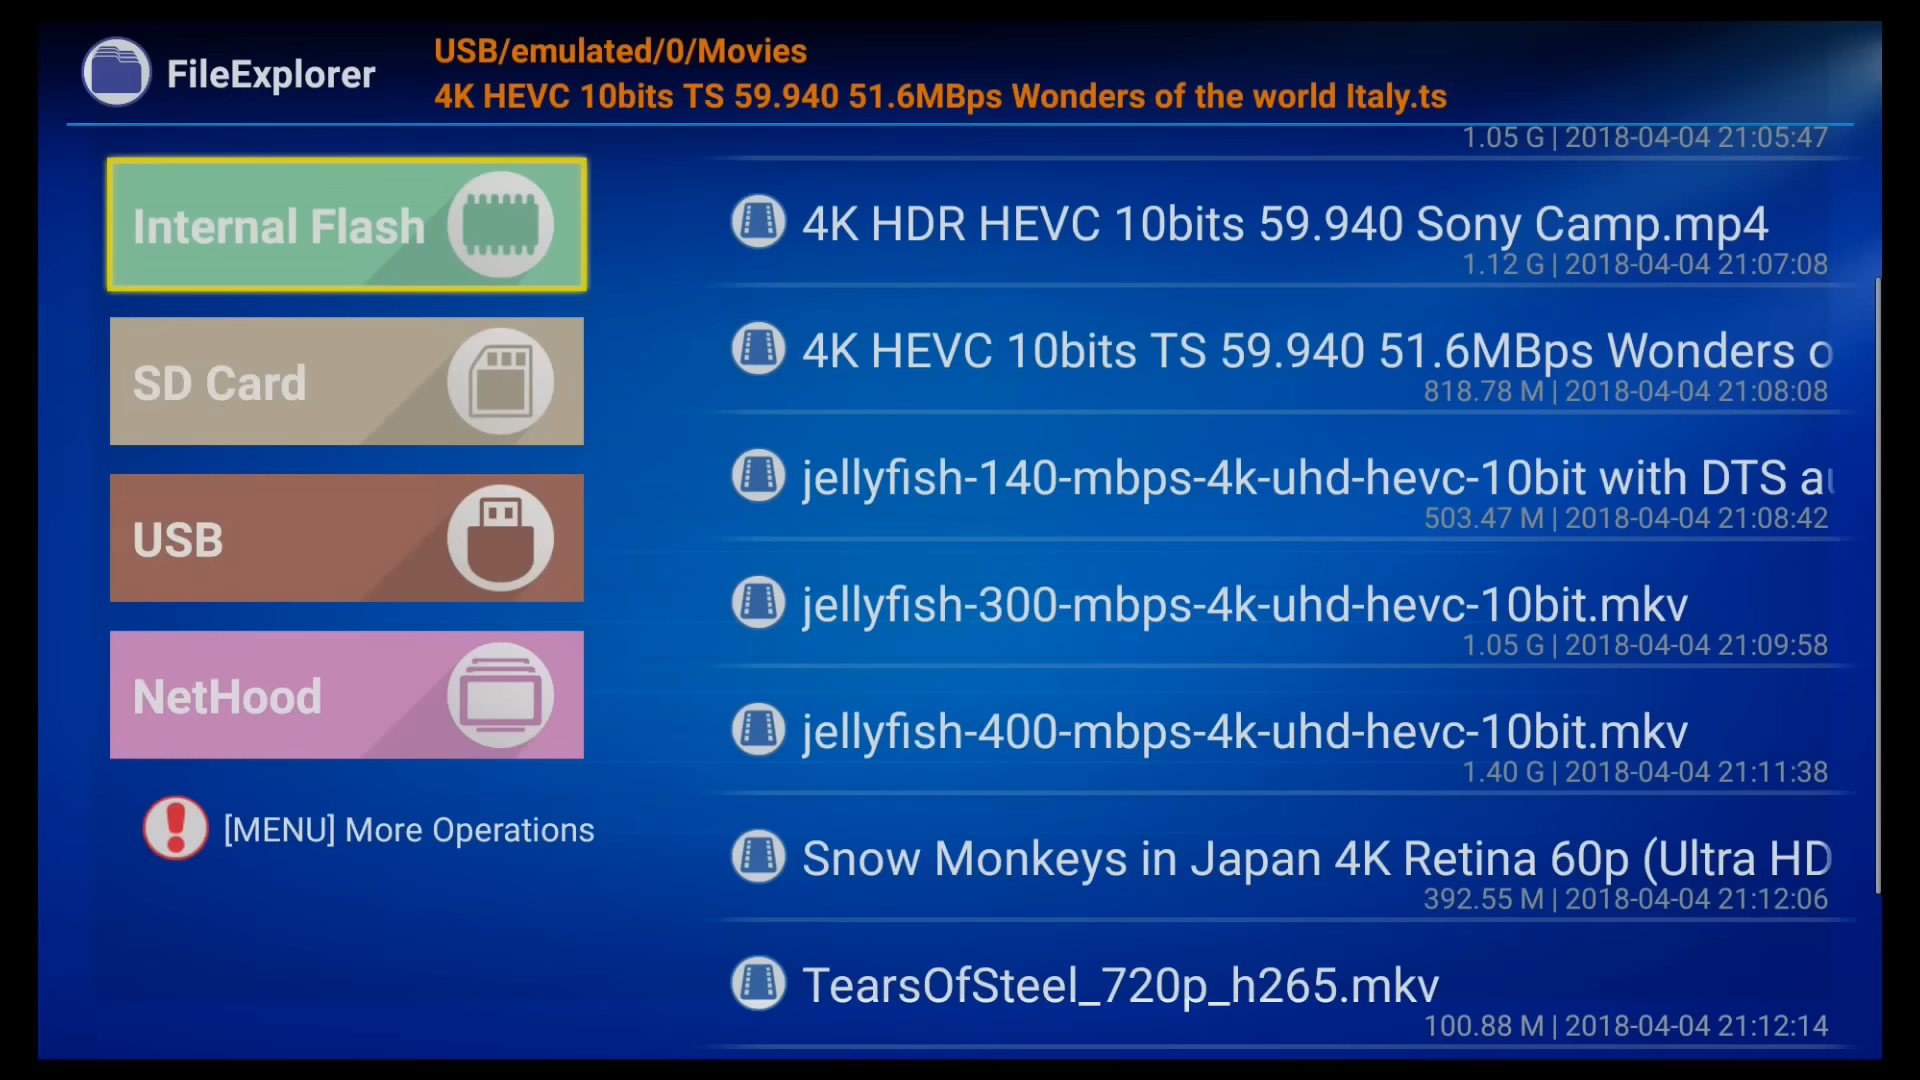 FileExplorer
USB/emulated/0/Movies
4K HEVC 10bits TS 59.940 51.6MBps Wonders of the world Italy.ts
Internal Flash
SD Card
USB
NetHood
[MENU] More Operations
1.05 G | 2018-04-04 21:05:47
4K HDR HEVC 10bits 59.940 Sony Camp.mp4
1.12 G | 2018-04-04 21:07:08
4K HEVC 10bits TS 59.940 51.6MBps Wonders o
818.78 M | 2018-04-04 21:08:08
jellyfish-140-mbps-4k-uhd-hevc-10bit with DTS au
503.47 M | 2018-04-04 21:08:42
jellyfish-300-mbps-4k-uhd-hevc-10bit.mkv
1.05 G | 2018-04-04 21:09:58
jellyfish-400-mbps-4k-uhd-hevc-10bit.mkv
1.40 G | 2018-04-04 21:11:38
Snow Monkeys in Japan 4K Retina 60p (Ultra HD
392.55 M | 2018-04-04 21:12:06
TearsOfSteel_720p_h265.mkv
100.88 M | 2018-04-04 21:12:14